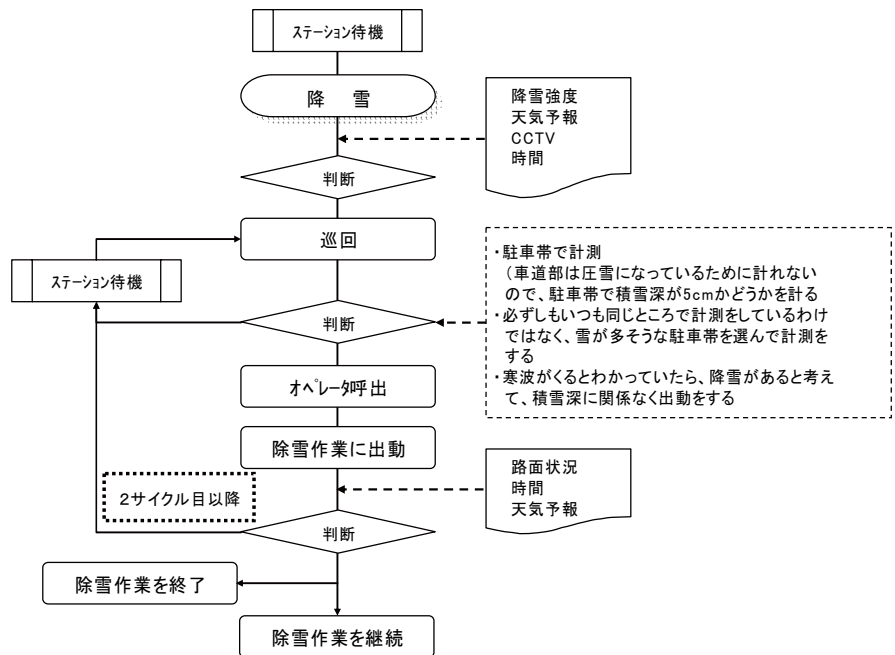 ｽﾃｰｼｮﾝ待機
降　雪
降雪強度
天気予報
CCTV
時間
判断
巡回
ｽﾃｰｼｮﾝ待機
・駐車帯で計測
（車道部は圧雪になっているために計れない
ので、駐車帯で積雪深が5cmかどうかを計る
・必ずしもいつも同じところで計測をしているわけ
ではなく、雪が多そうな駐車帯を選んで計測を
する
・寒波がくるとわかっていたら、降雪があると考え
て、積雪深に関係なく出動をする
判断
ｵﾍﾟﾚｰﾀ呼出
除雪作業に出動
路面状況
時間
天気予報
2サイクル目以降
判断
除雪作業を終了
除雪作業を継続